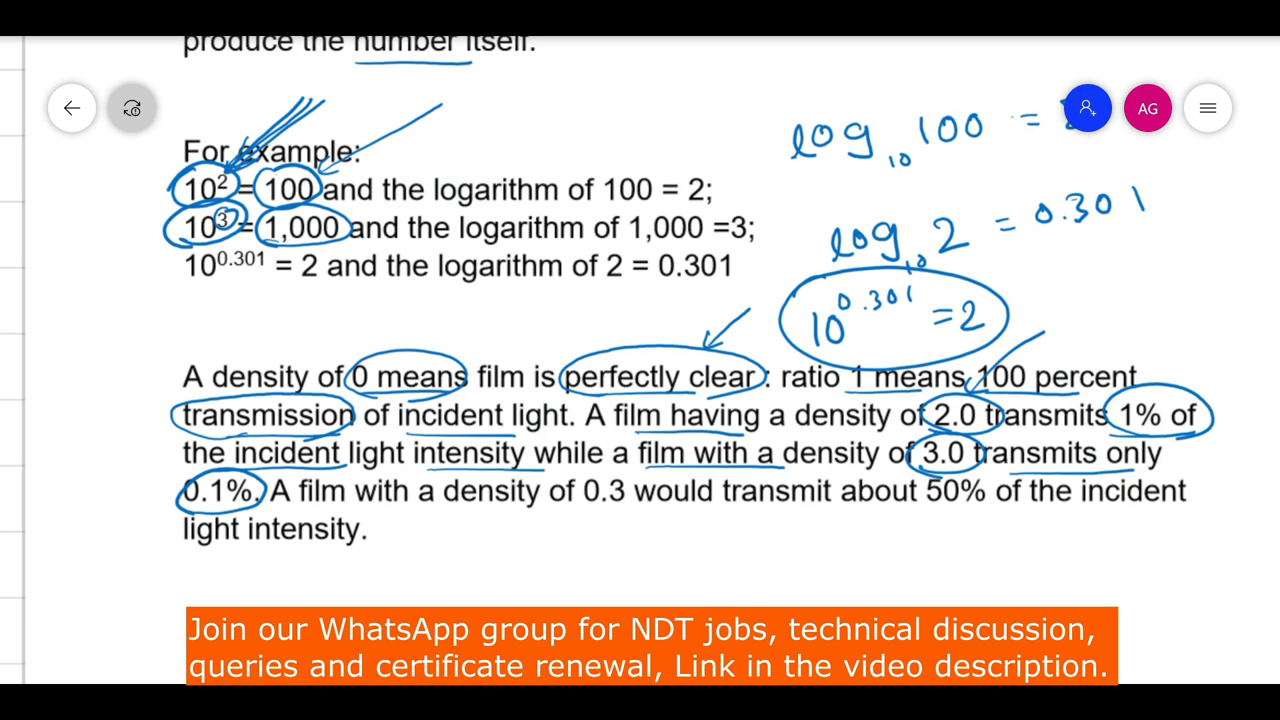 produce the number itself.
AG
For example:
10² = 100 and the logarithm of 100 = 2;
10³ = 1,000 and the logarithm of 1,000 =3;
10^0.301 = 2 and the logarithm of 2 = 0.301
log₁₀ 100 =
log₁₀ 2 = 0.301
10^0.301 = 2
A density of 0 means film is perfectly clear : ratio 1 means 100 percent
transmission of incident light. A film having a density of 2.0 transmits 1% of
the incident light intensity while a film with a density of 3.0 transmits only
0.1%. A film with a density of 0.3 would transmit about 50% of the incident
light intensity.
Join our WhatsApp group for NDT jobs, technical discussion,
queries and certificate renewal, Link in the video description.